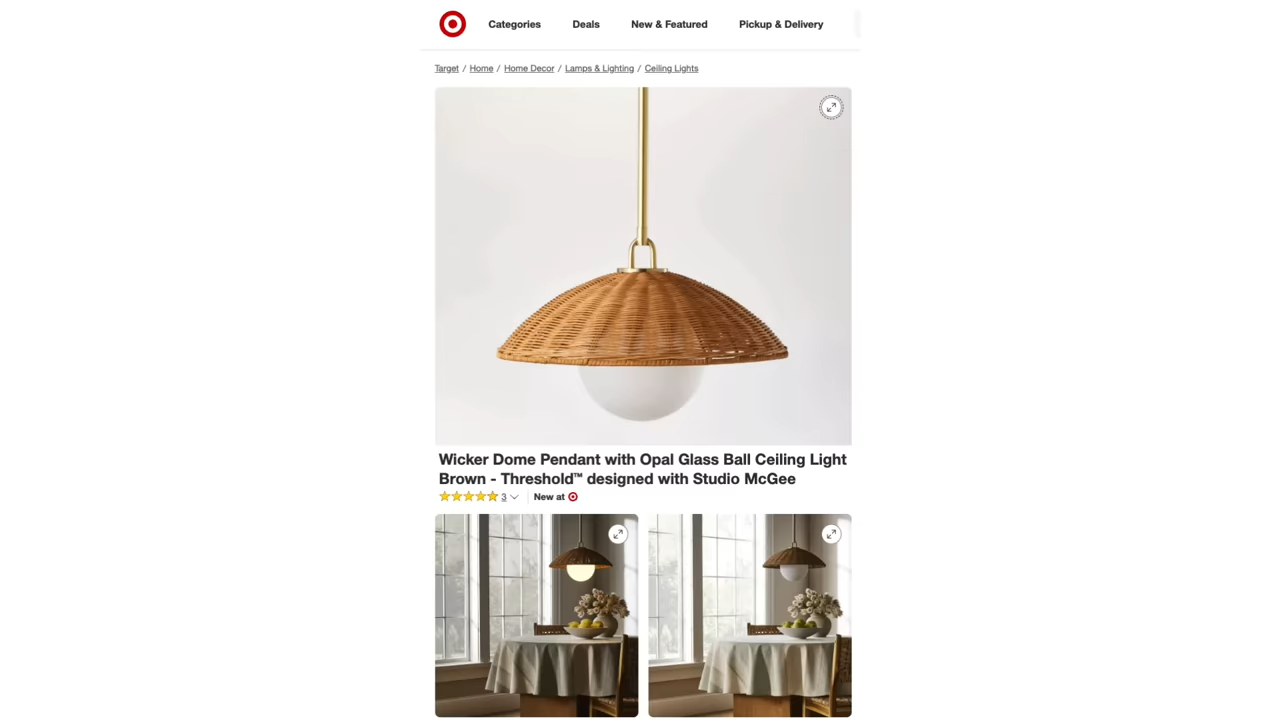 Categories Deals New & Featured Pickup & Delivery
Target / Home / Home Decor / Lamps & Lighting / Ceiling Lights
Wicker Dome Pendant with Opal Glass Ball Ceiling Light
Brown - Threshold™ designed with Studio McGee
3 New at